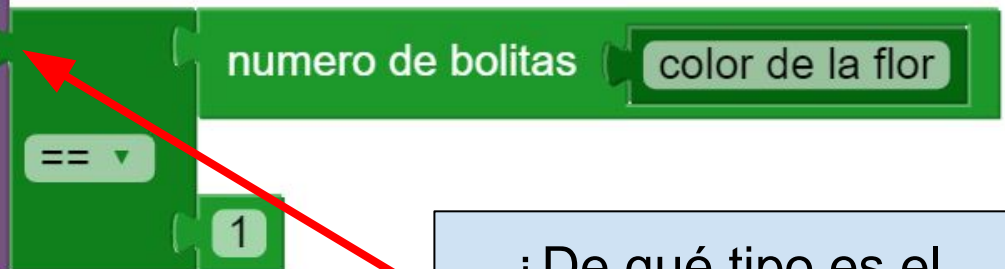 numero de bolitas color de la flor
== ▼
1
¿De qué tipo es el